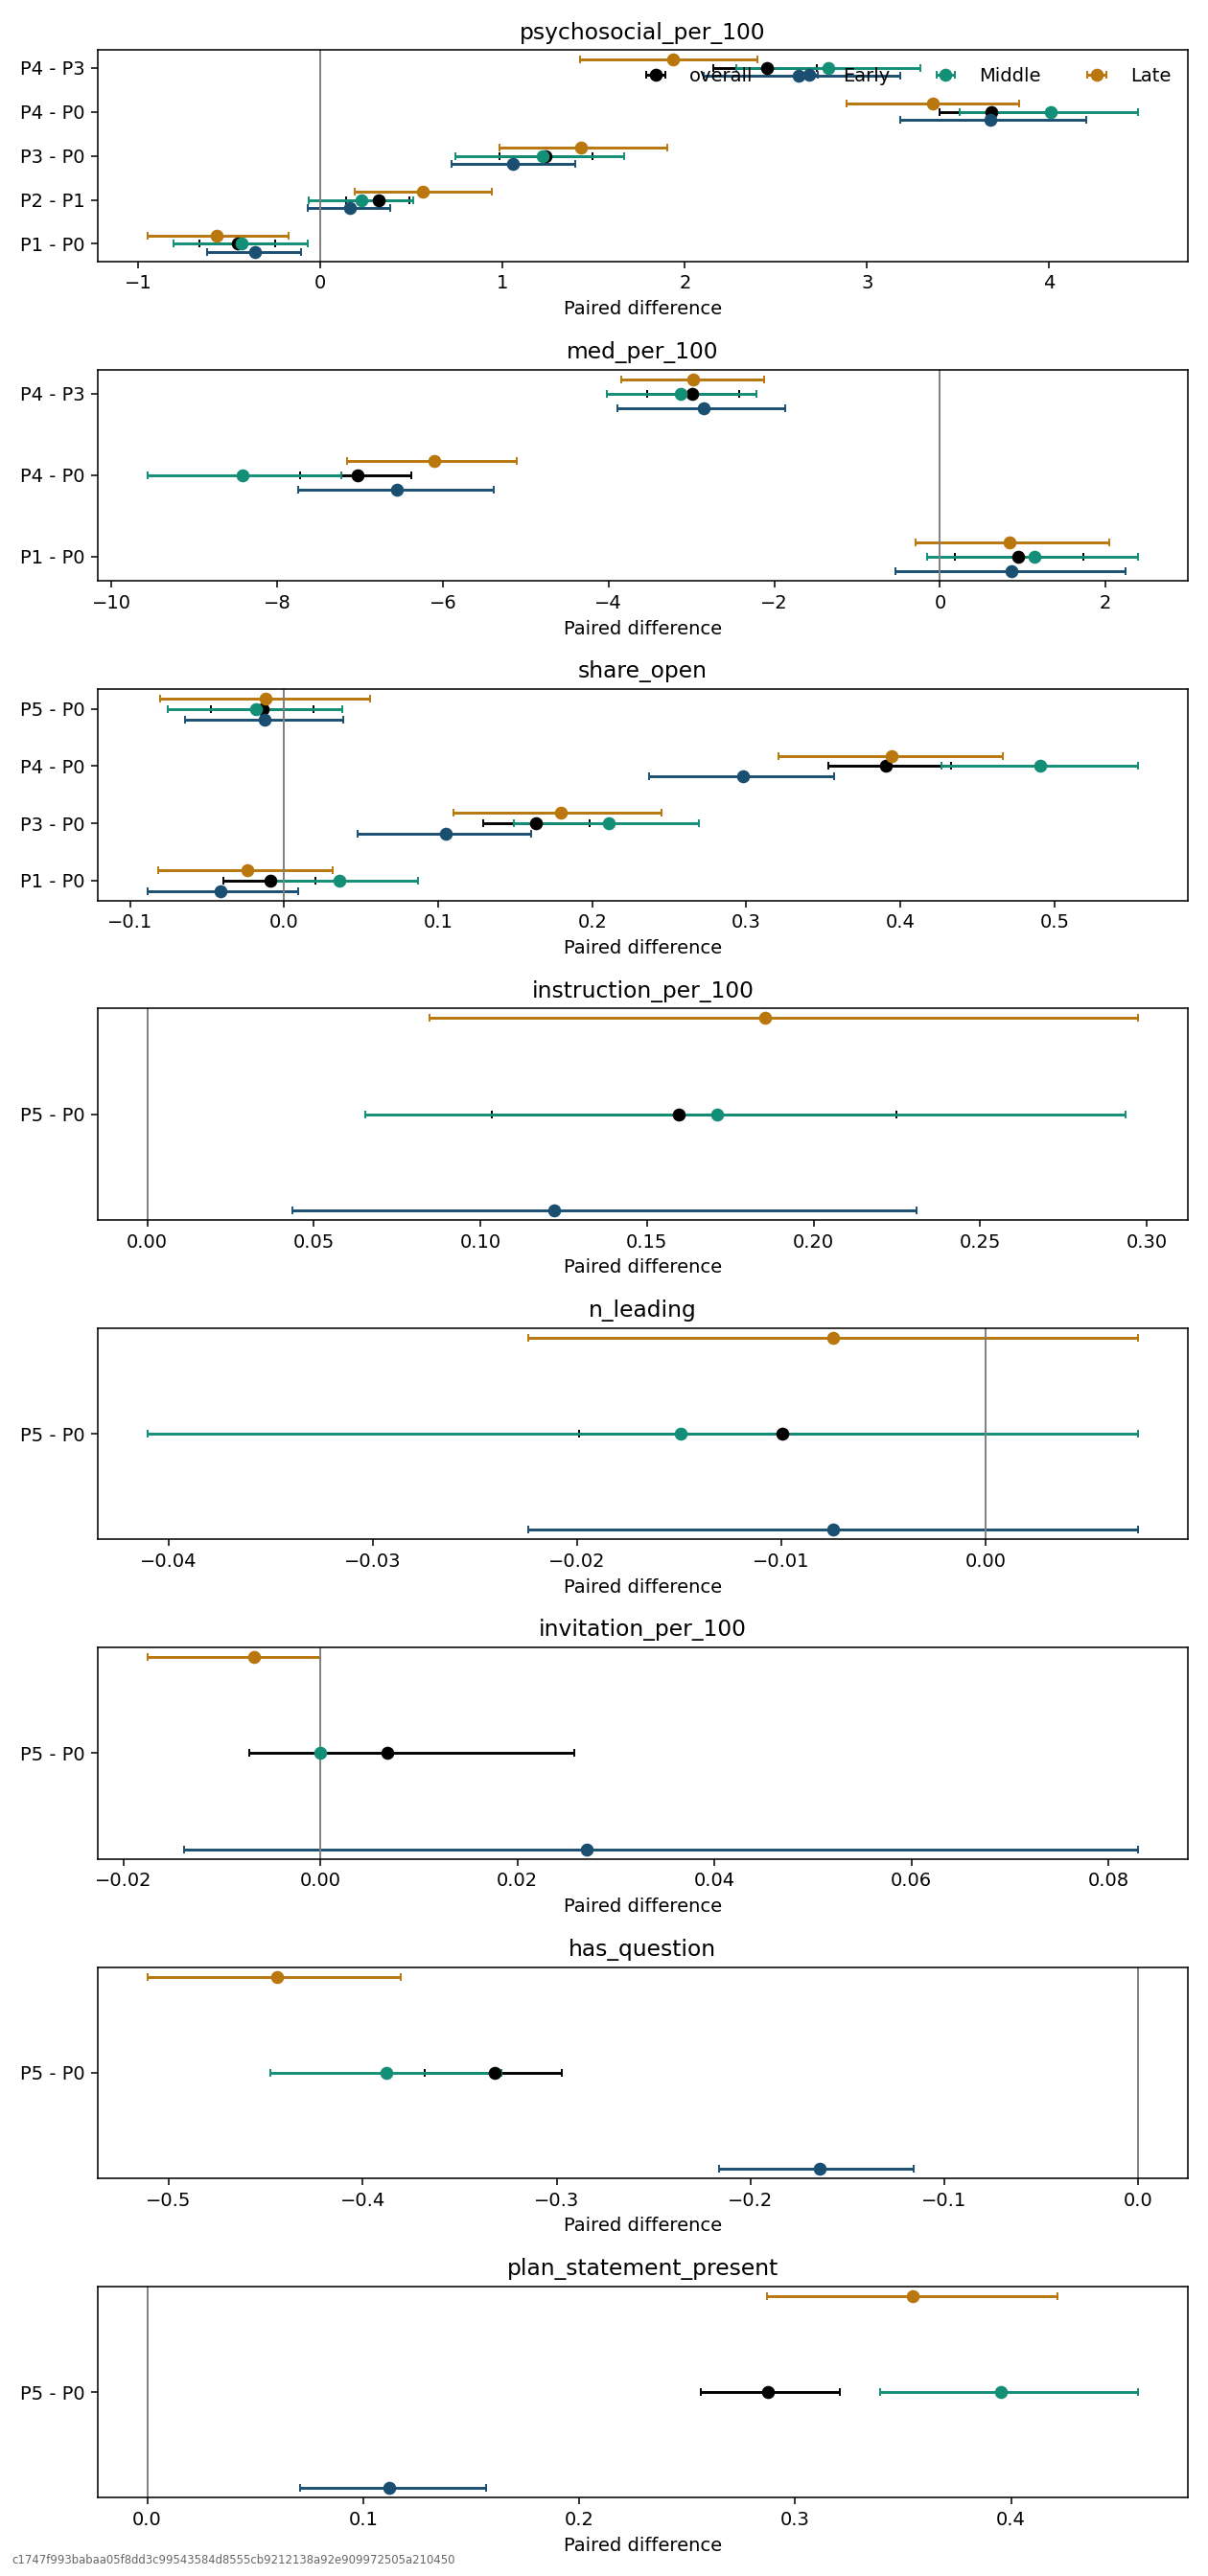 psychosocial_per_100
P4 - P3
overall Early Middle Late
P4 - P0
P3 - P0
P2 - P1
P1 - P0
−1 0 1 2 3 4
Paired difference
med_per_100
P4 - P3
P4 - P0
P1 - P0
−10 −8 −6 −4 −2 0 2
Paired difference
share_open
P5 - P0
P4 - P0
P3 - P0
P1 - P0
−0.1 0.0 0.1 0.2 0.3 0.4 0.5
Paired difference
instruction_per_100
P5 - P0
0.00 0.05 0.10 0.15 0.20 0.25 0.30
Paired difference
n_leading
P5 - P0
−0.04 −0.03 −0.02 −0.01 0.00
Paired difference
invitation_per_100
P5 - P0
−0.02 0.00 0.02 0.04 0.06 0.08
Paired difference
has_question
P5 - P0
−0.5 −0.4 −0.3 −0.2 −0.1 0.0
Paired difference
plan_statement_present
P5 - P0
0.0 0.1 0.2 0.3 0.4
Paired difference
c1747f993babaa05f8dd3c99543584d8555cb9212138a92e909972505a210450